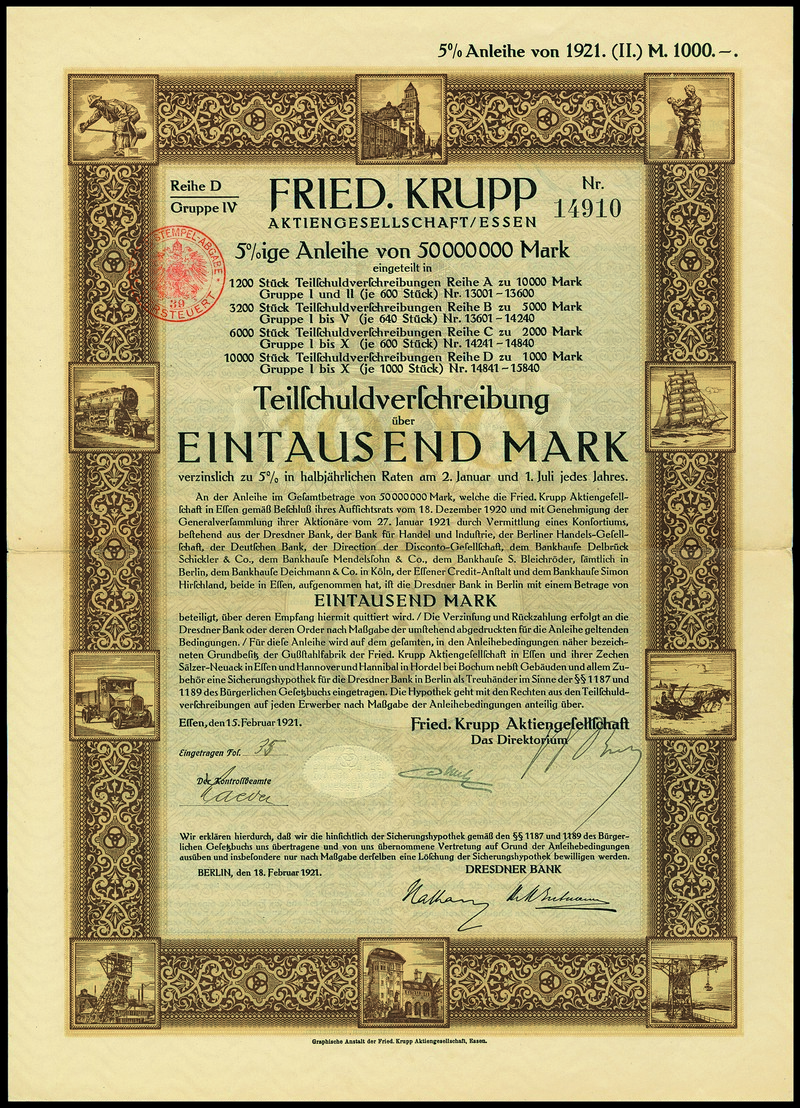 5% Anleihe von 1921. (II.) M. 1000.–.
Reihe D
Gruppe IV
FRIED. KRUPP
AKTIENGESELLSCHAFT/ESSEN
Nr.
14910
STEMPEL-ABGABE
39
VERSTEUERT
5%ige Anleihe von 50000000 Mark
eingeteilt in
1200 Stück Teilſchuldverſchreibungen Reihe A zu 10000 Mark
Gruppe I und II (je 600 Stück) Nr. 13001–13600
3200 Stück Teilſchuldverſchreibungen Reihe B zu 5000 Mark
Gruppe I bis V (je 640 Stück) Nr. 13601–14240
6000 Stück Teilſchuldverſchreibungen Reihe C zu 2000 Mark
Gruppe I bis X (je 600 Stück) Nr. 14241–14840
10000 Stück Teilſchuldverſchreibungen Reihe D zu 1000 Mark
Gruppe I bis X (je 1000 Stück) Nr. 14841–15840
Teilſchuldverſchreibung
über
EINTAUSEND MARK
verzinslich zu 5% in halbjährlichen Raten am 2. Januar und 1. Juli jedes Jahres.
An der Anleihe im Geſamtbetrage von 50000000 Mark, welche die Fried. Krupp Aktiengeſell-
ſchaft in Eſſen gemäß Beſchluß ihres Aufſichtsrats vom 18. Dezember 1920 und mit Genehmigung der
Generalverſammlung ihrer Aktionäre vom 27. Januar 1921 durch Vermittlung eines Konſortiums,
beſtehend aus der Dresdner Bank, der Bank für Handel und Induſtrie, der Berliner Handels-Geſell-
ſchaft, der Deutſchen Bank, der Direction der Disconto-Geſellſchaft, dem Bankhauſe Delbrück
Schickler & Co., dem Bankhauſe Mendelsſohn & Co., dem Bankhauſe S. Bleichröder, ſämtlich in
Berlin, dem Bankhauſe Deichmann & Co. in Köln, der Eſſener Credit-Anſtalt und dem Bankhauſe Simon
Hirſchland, beide in Eſſen, aufgenommen hat, iſt die Dresdner Bank in Berlin mit einem Betrage von
EINTAUSEND MARK
beteiligt, über deren Empfang hiermit quittiert wird. / Die Verzinſung und Rückzahlung erfolgt an die
Dresdner Bank oder deren Order nach Maßgabe der umſtehend abgedruckten für die Anleihe geltenden
Bedingungen. / Für dieſe Anleihe wird auf dem geſamten, in den Anleihebedingungen näher bezeich-
neten Grundbeſitz der Gußſtahlfabrik der Fried. Krupp Aktiengeſellſchaft in Eſſen und ihrer Zechen
Sälzer-Neuack in Eſſen und Hannover und Hannibal in Hordel bei Bochum nebſt Gebäuden und allem Zu-
behör eine Sicherungshypothek für die Dresdner Bank in Berlin als Treuhänder im Sinne der §§ 1187 und
1189 des Bürgerlichen Geſetzbuchs eingetragen. Die Hypothek geht mit den Rechten aus den Teilſchuld-
verſchreibungen auf jeden Erwerber nach Maßgabe der Anleihebedingungen anteilig über.
Eſſen, den 15. Februar 1921.
Fried. Krupp Aktiengeſellſchaft
Das Direktorium
Eingetragen Fol. 35
Der Kontrollbeamte
Wir erklären hierdurch, daß wir die hinſichtlich der Sicherungshypothek gemäß den §§ 1187 und 1189 des Bürger-
lichen Geſetzbuchs uns übertragene und von uns übernommene Vertretung auf Grund der Anleihebedingungen
ausüben und insbeſondere nur nach Maßgabe derſelben eine Löſchung der Sicherungshypothek bewilligen werden.
BERLIN, den 18. Februar 1921.
DRESDNER BANK
Nathan
Graphische Anstalt der Fried. Krupp Aktiengesellschaft, Essen.